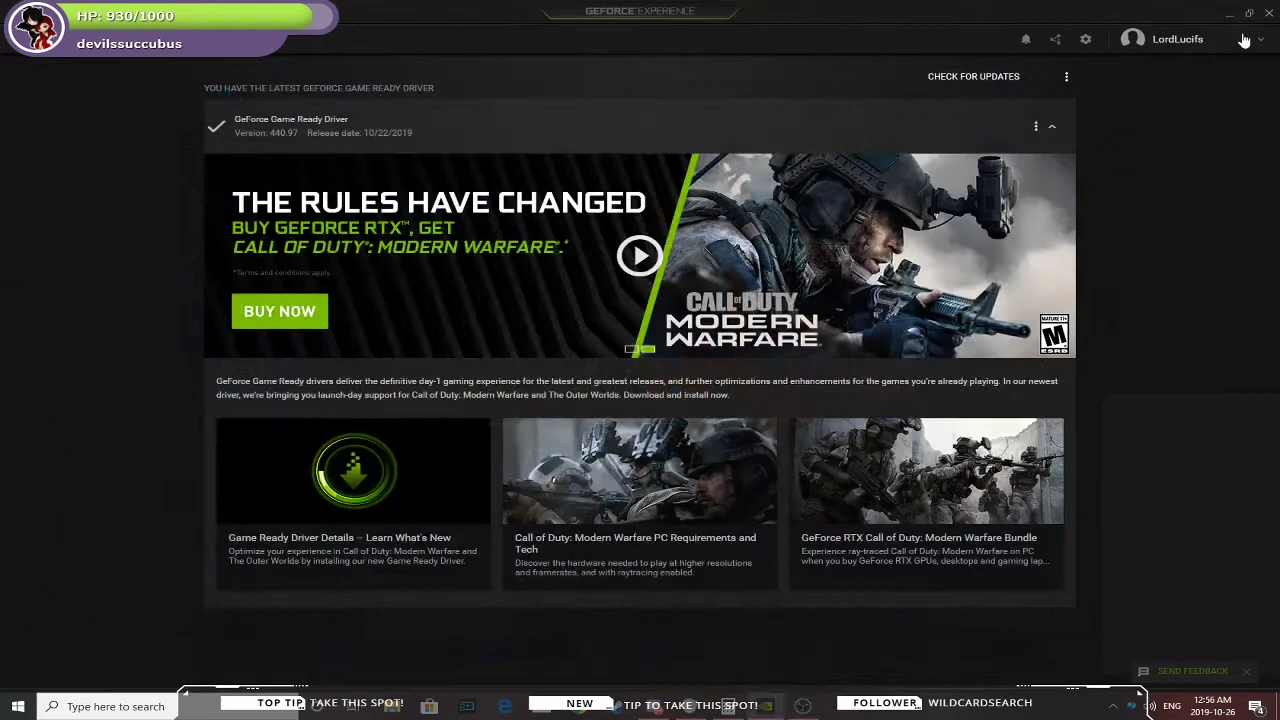 HP: 930/1000
devilssuccubus
GEFORCE EXPERIENCE
LordLucifs
CHECK FOR UPDATES
YOU HAVE THE LATEST GEFORCE GAME READY DRIVER
GeForce Game Ready Driver
Version: 440.97 Release date: 10/22/2019
THE RULES HAVE CHANGED
BUY GEFORCE RTX™, GET
CALL OF DUTY®: MODERN WARFARE®.*
*Terms and conditions apply.
BUY NOW
CALL OF DUTY
MODERN
WARFARE
MATURE 17+
M
ESRB
GeForce Game Ready drivers deliver the definitive day-1 gaming experience for the latest and greatest releases, and further optimizations and enhancements for the games you're already playing. In our newest
driver, we're bringing you launch-day support for Call of Duty: Modern Warfare and The Outer Worlds. Download and install now.
Game Ready Driver Details – Learn What's New
Optimize your experience in Call of Duty: Modern Warfare and
The Outer Worlds by installing our new Game Ready Driver.
Call of Duty: Modern Warfare PC Requirements and
Tech
Discover the hardware needed to play at higher resolutions
and framerates, and with raytracing enabled.
GeForce RTX Call of Duty: Modern Warfare Bundle
Experience ray-traced Call of Duty: Modern Warfare on PC
when you buy GeForce RTX GPUs, desktops and gaming lap...
SEND FEEDBACK
Type here to search
TOP TIP TAKE THIS SPOT!
NEW TIP TO TAKE THIS SPOT!
FOLLOWER WILDCARDSEARCH
12:56 AM